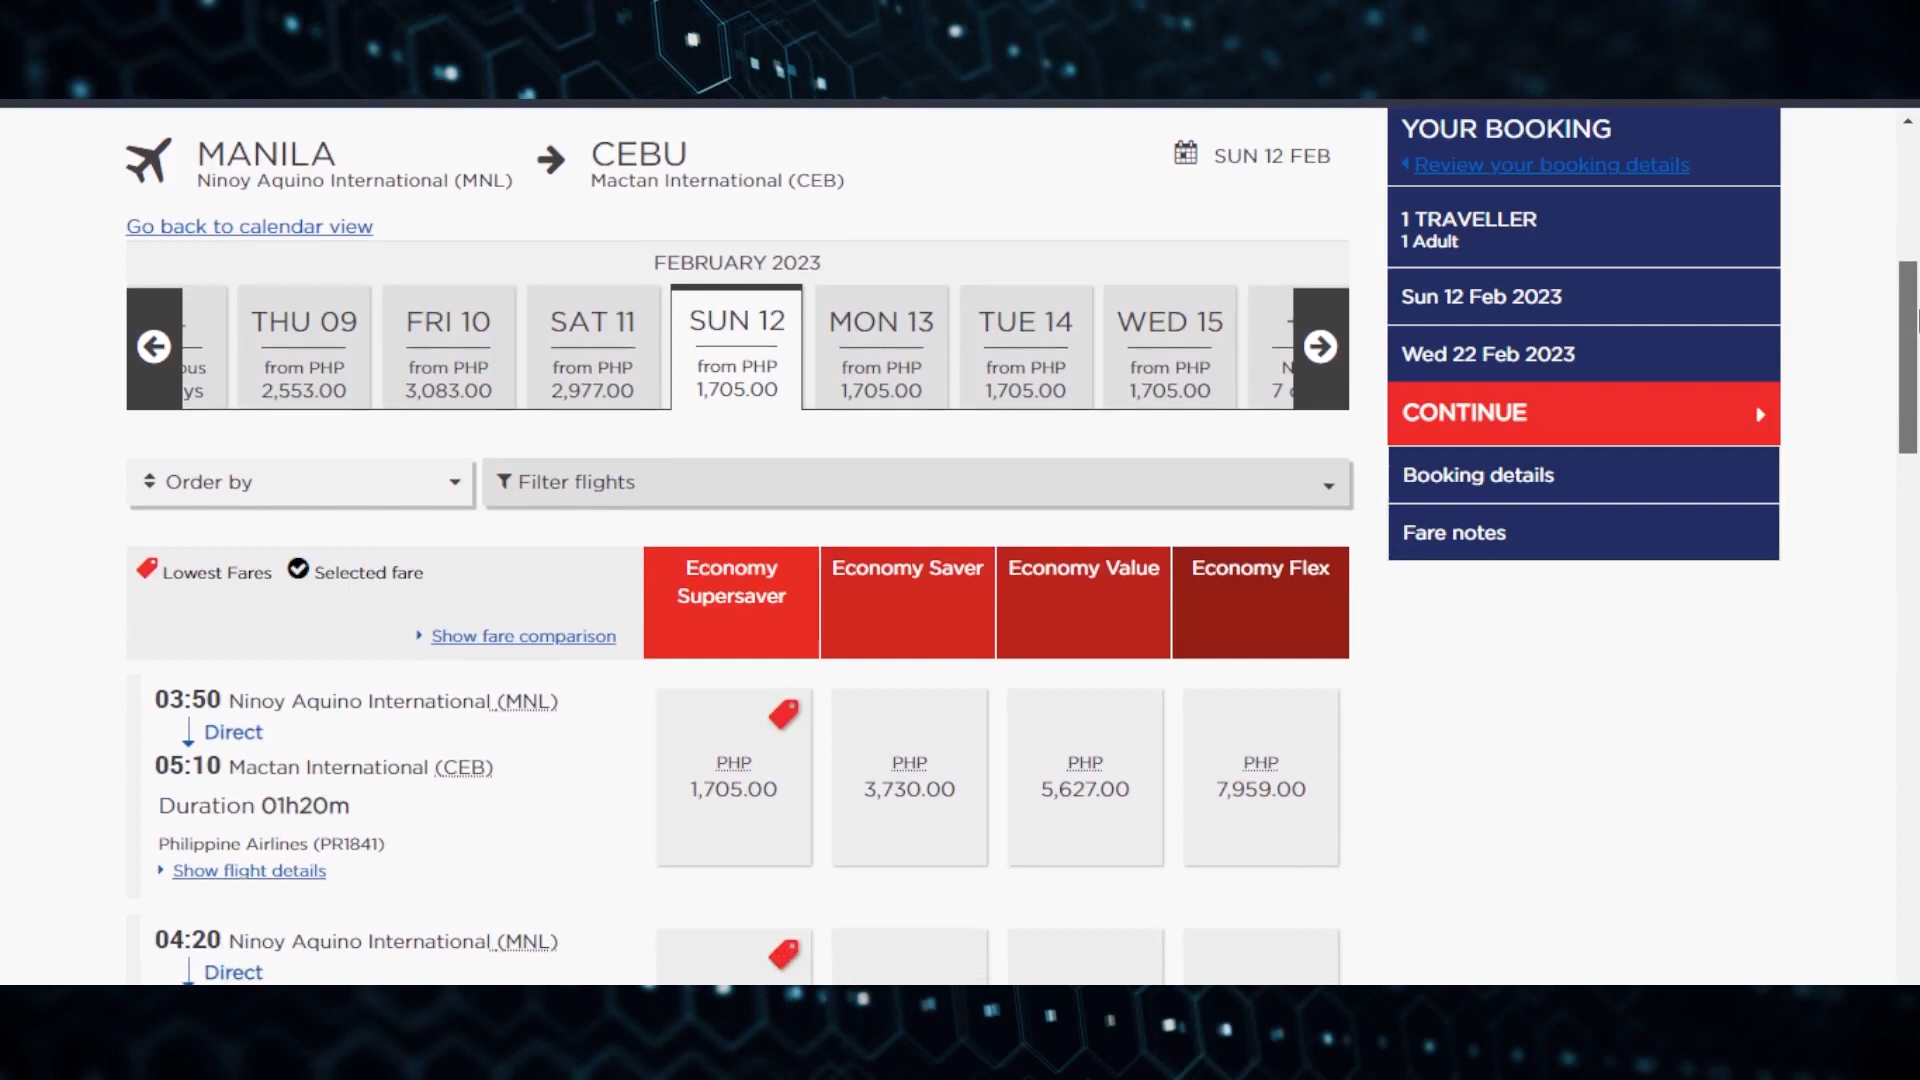 MANILA
Ninoy Aquino International (MNL)
CEBU
Mactan International (CEB)
SUN 12 FEB
Go back to calendar view
FEBRUARY 2023
THU 09
from PHP
2,553.00
FRI 10
from PHP
3,083.00
SAT 11
from PHP
2,977.00
SUN 12
from PHP
1,705.00
MON 13
from PHP
1,705.00
TUE 14
from PHP
1,705.00
WED 15
from PHP
1,705.00
Order by
Filter flights
Lowest Fares
Selected fare
Show fare comparison
Economy
Supersaver
Economy Saver
Economy Value
Economy Flex
03:50 Ninoy Aquino International (MNL)
Direct
05:10 Mactan International (CEB)
Duration 01h20m
Philippine Airlines (PR1841)
Show flight details
PHP
1,705.00
PHP
3,730.00
PHP
5,627.00
PHP
7,959.00
04:20 Ninoy Aquino International (MNL)
Direct
YOUR BOOKING
Review your booking details
1 TRAVELLER
1 Adult
Sun 12 Feb 2023
Wed 22 Feb 2023
CONTINUE
Booking details
Fare notes